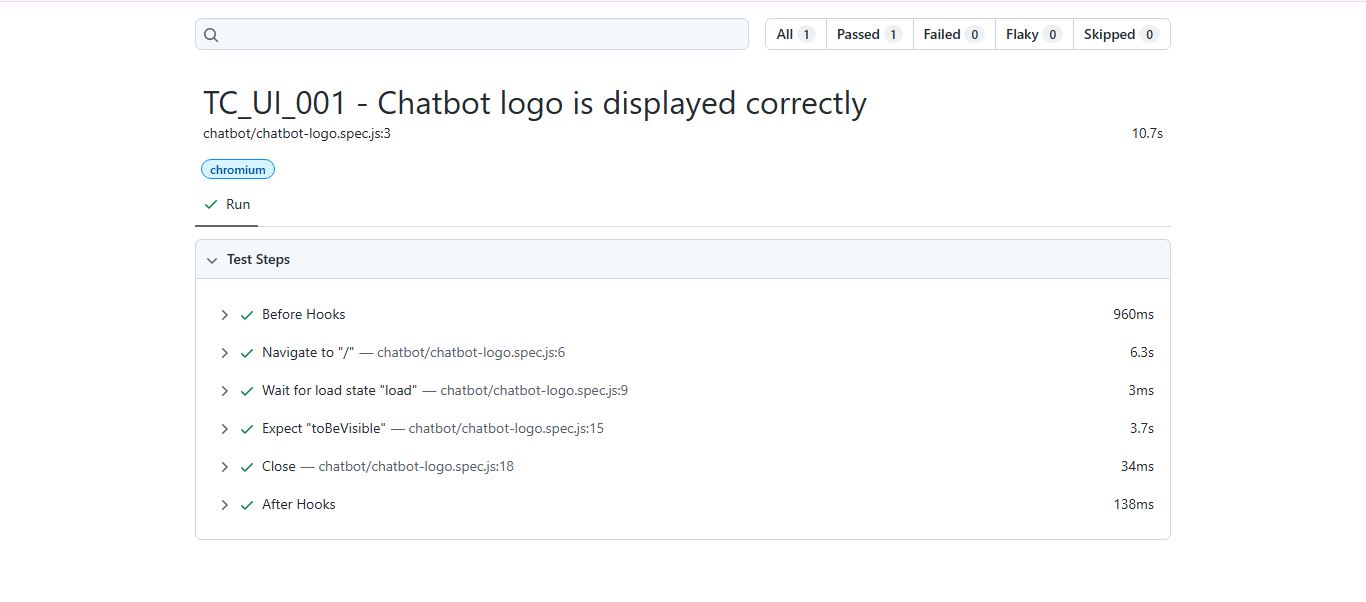 All 1 Passed 1 Failed 0 Flaky 0 Skipped 0
TC_UI_001 - Chatbot logo is displayed correctly
chatbot/chatbot-logo.spec.js:3 10.7s
chromium
Run
Test Steps
Before Hooks 960ms
Navigate to "/" — chatbot/chatbot-logo.spec.js:6 6.3s
Wait for load state "load" — chatbot/chatbot-logo.spec.js:9 3ms
Expect "toBeVisible" — chatbot/chatbot-logo.spec.js:15 3.7s
Close — chatbot/chatbot-logo.spec.js:18 34ms
After Hooks 138ms